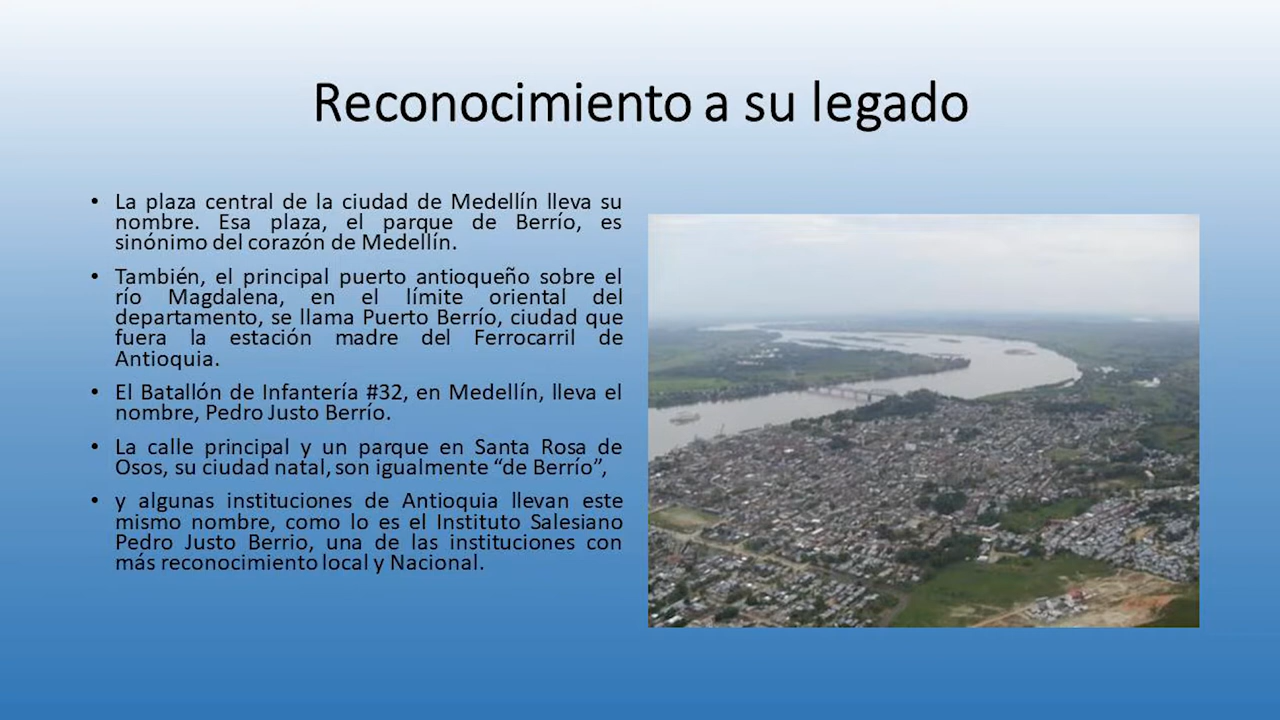 Reconocimiento a su legado
• La plaza central de la ciudad de Medellín lleva su
nombre. Esa plaza, el parque de Berrío, es
sinónimo del corazón de Medellín.
• También, el principal puerto antioqueño sobre el
río Magdalena, en el límite oriental del
departamento, se llama Puerto Berrío, ciudad que
fuera la estación madre del Ferrocarril de
Antioquia.
• El Batallón de Infantería #32, en Medellín, lleva el
nombre, Pedro Justo Berrío.
• La calle principal y un parque en Santa Rosa de
Osos, su ciudad natal, son igualmente “de Berrío”,
• y algunas instituciones de Antioquia llevan este
mismo nombre, como lo es el Instituto Salesiano
Pedro Justo Berrio, una de las instituciones con
más reconocimiento local y Nacional.